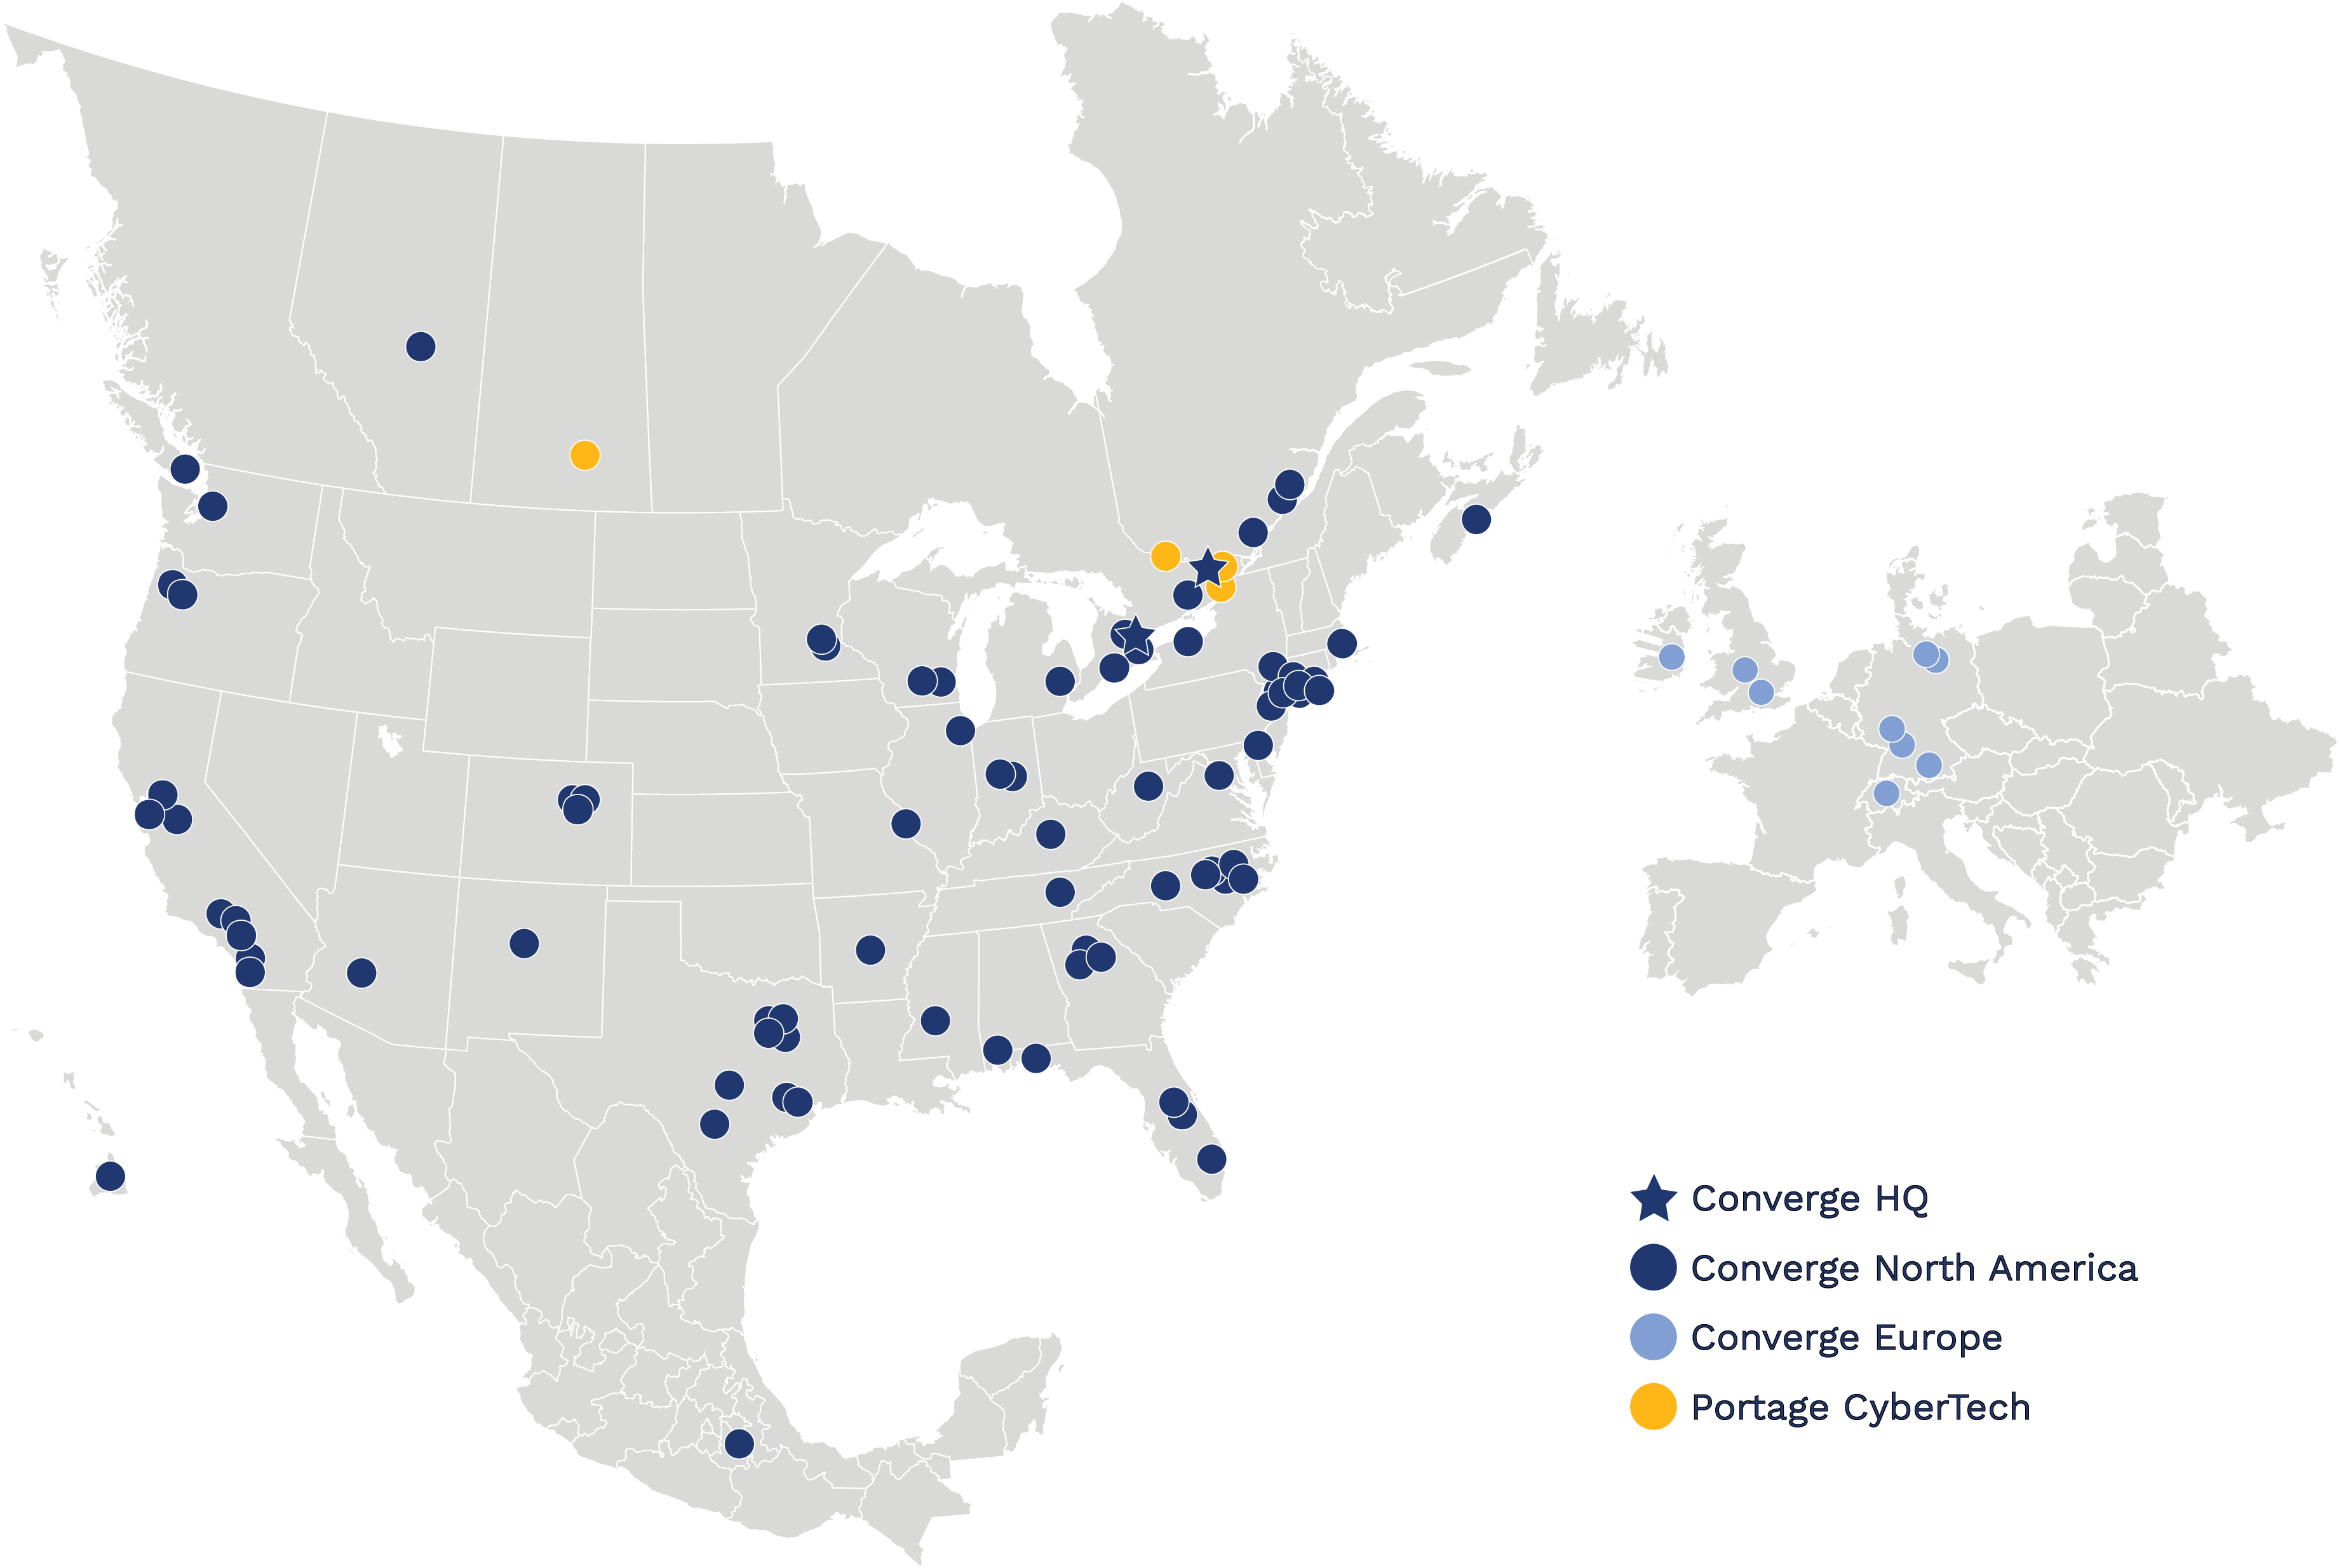 Converge HQ
Converge North America
Converge Europe
Portage CyberTech